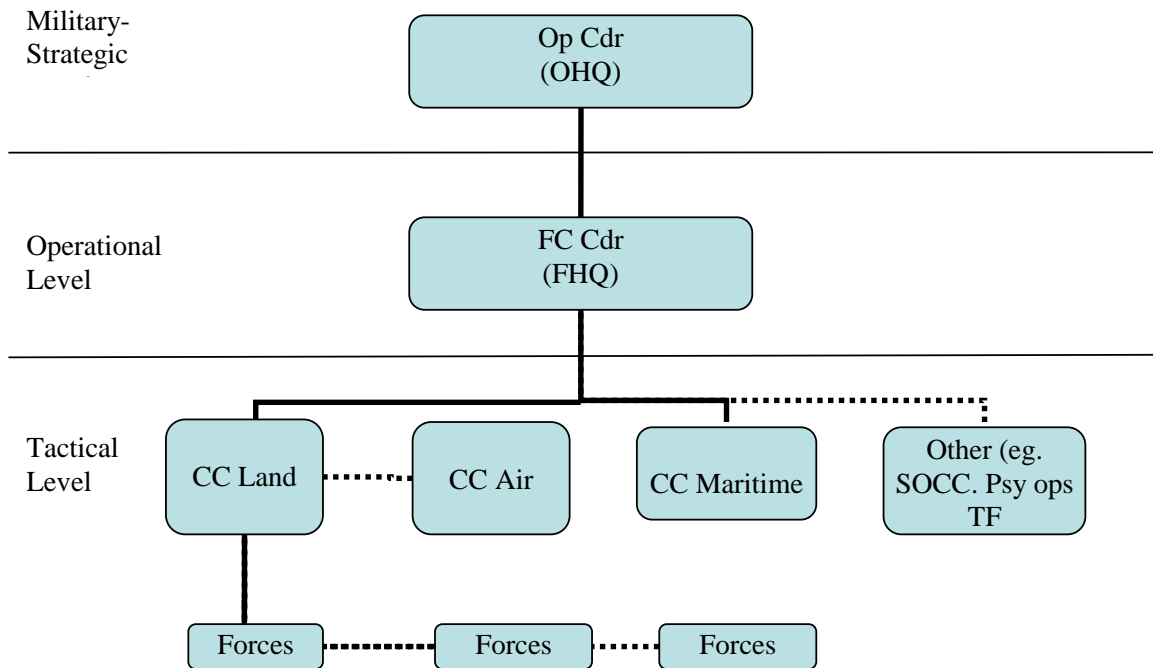 Military-
Strategic
Op Cdr
(OHQ)
Operational
Level
FC Cdr
(FHQ)
Tactical
Level
CC Land
CC Air
CC Maritime
Other (eg.
SOCC. Psy ops
TF
Forces
Forces
Forces